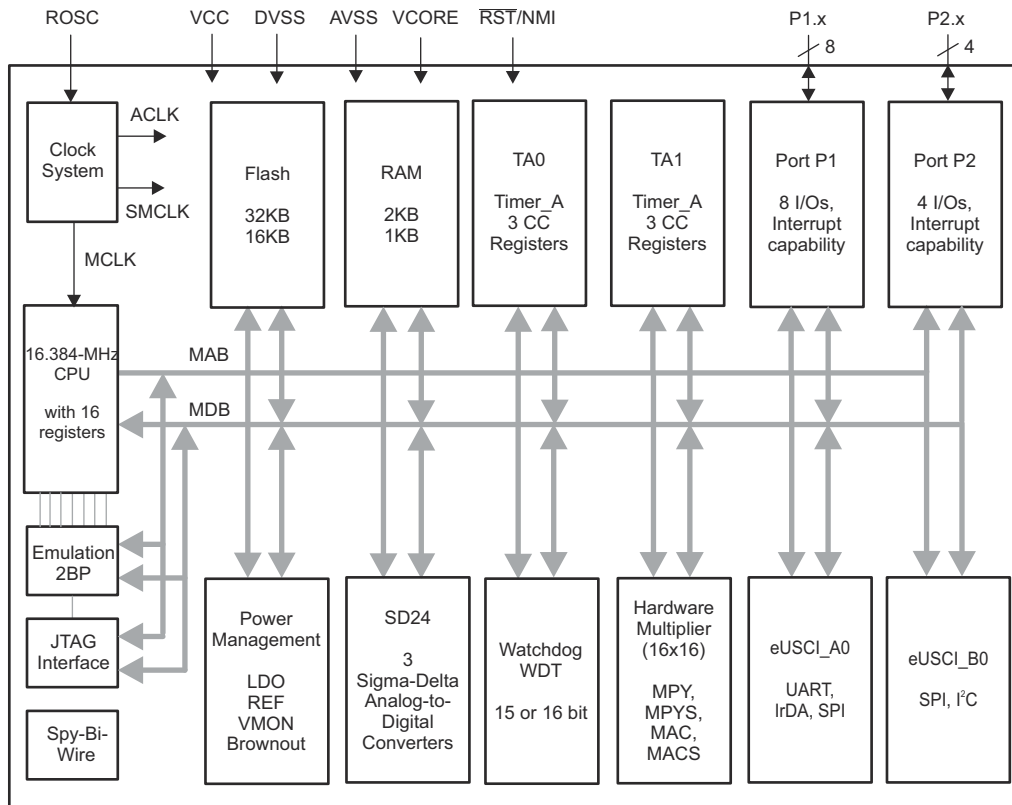 ROSC
VCC
DVSS
AVSS
VCORE
RST/NMI
P1.x
P2.x
8
4
Clock
System
ACLK
SMCLK
MCLK
Flash
32KB
16KB
RAM
2KB
1KB
TA0
Timer_A
3 CC
Registers
TA1
Timer_A
3 CC
Registers
Port P1
8 I/Os,
Interrupt
capability
Port P2
4 I/Os,
Interrupt
capability
16.384-MHz
CPU
with 16
registers
MAB
MDB
Emulation
2BP
JTAG
Interface
Spy-Bi-
Wire
Power
Management
LDO
REF
VMON
Brownout
SD24
3
Sigma-Delta
Analog-to-
Digital
Converters
Watchdog
WDT
15 or 16 bit
Hardware
Multiplier
(16x16)
MPY,
MPYS,
MAC,
MACS
eUSCI_A0
UART,
IrDA, SPI
eUSCI_B0
SPI, I²C